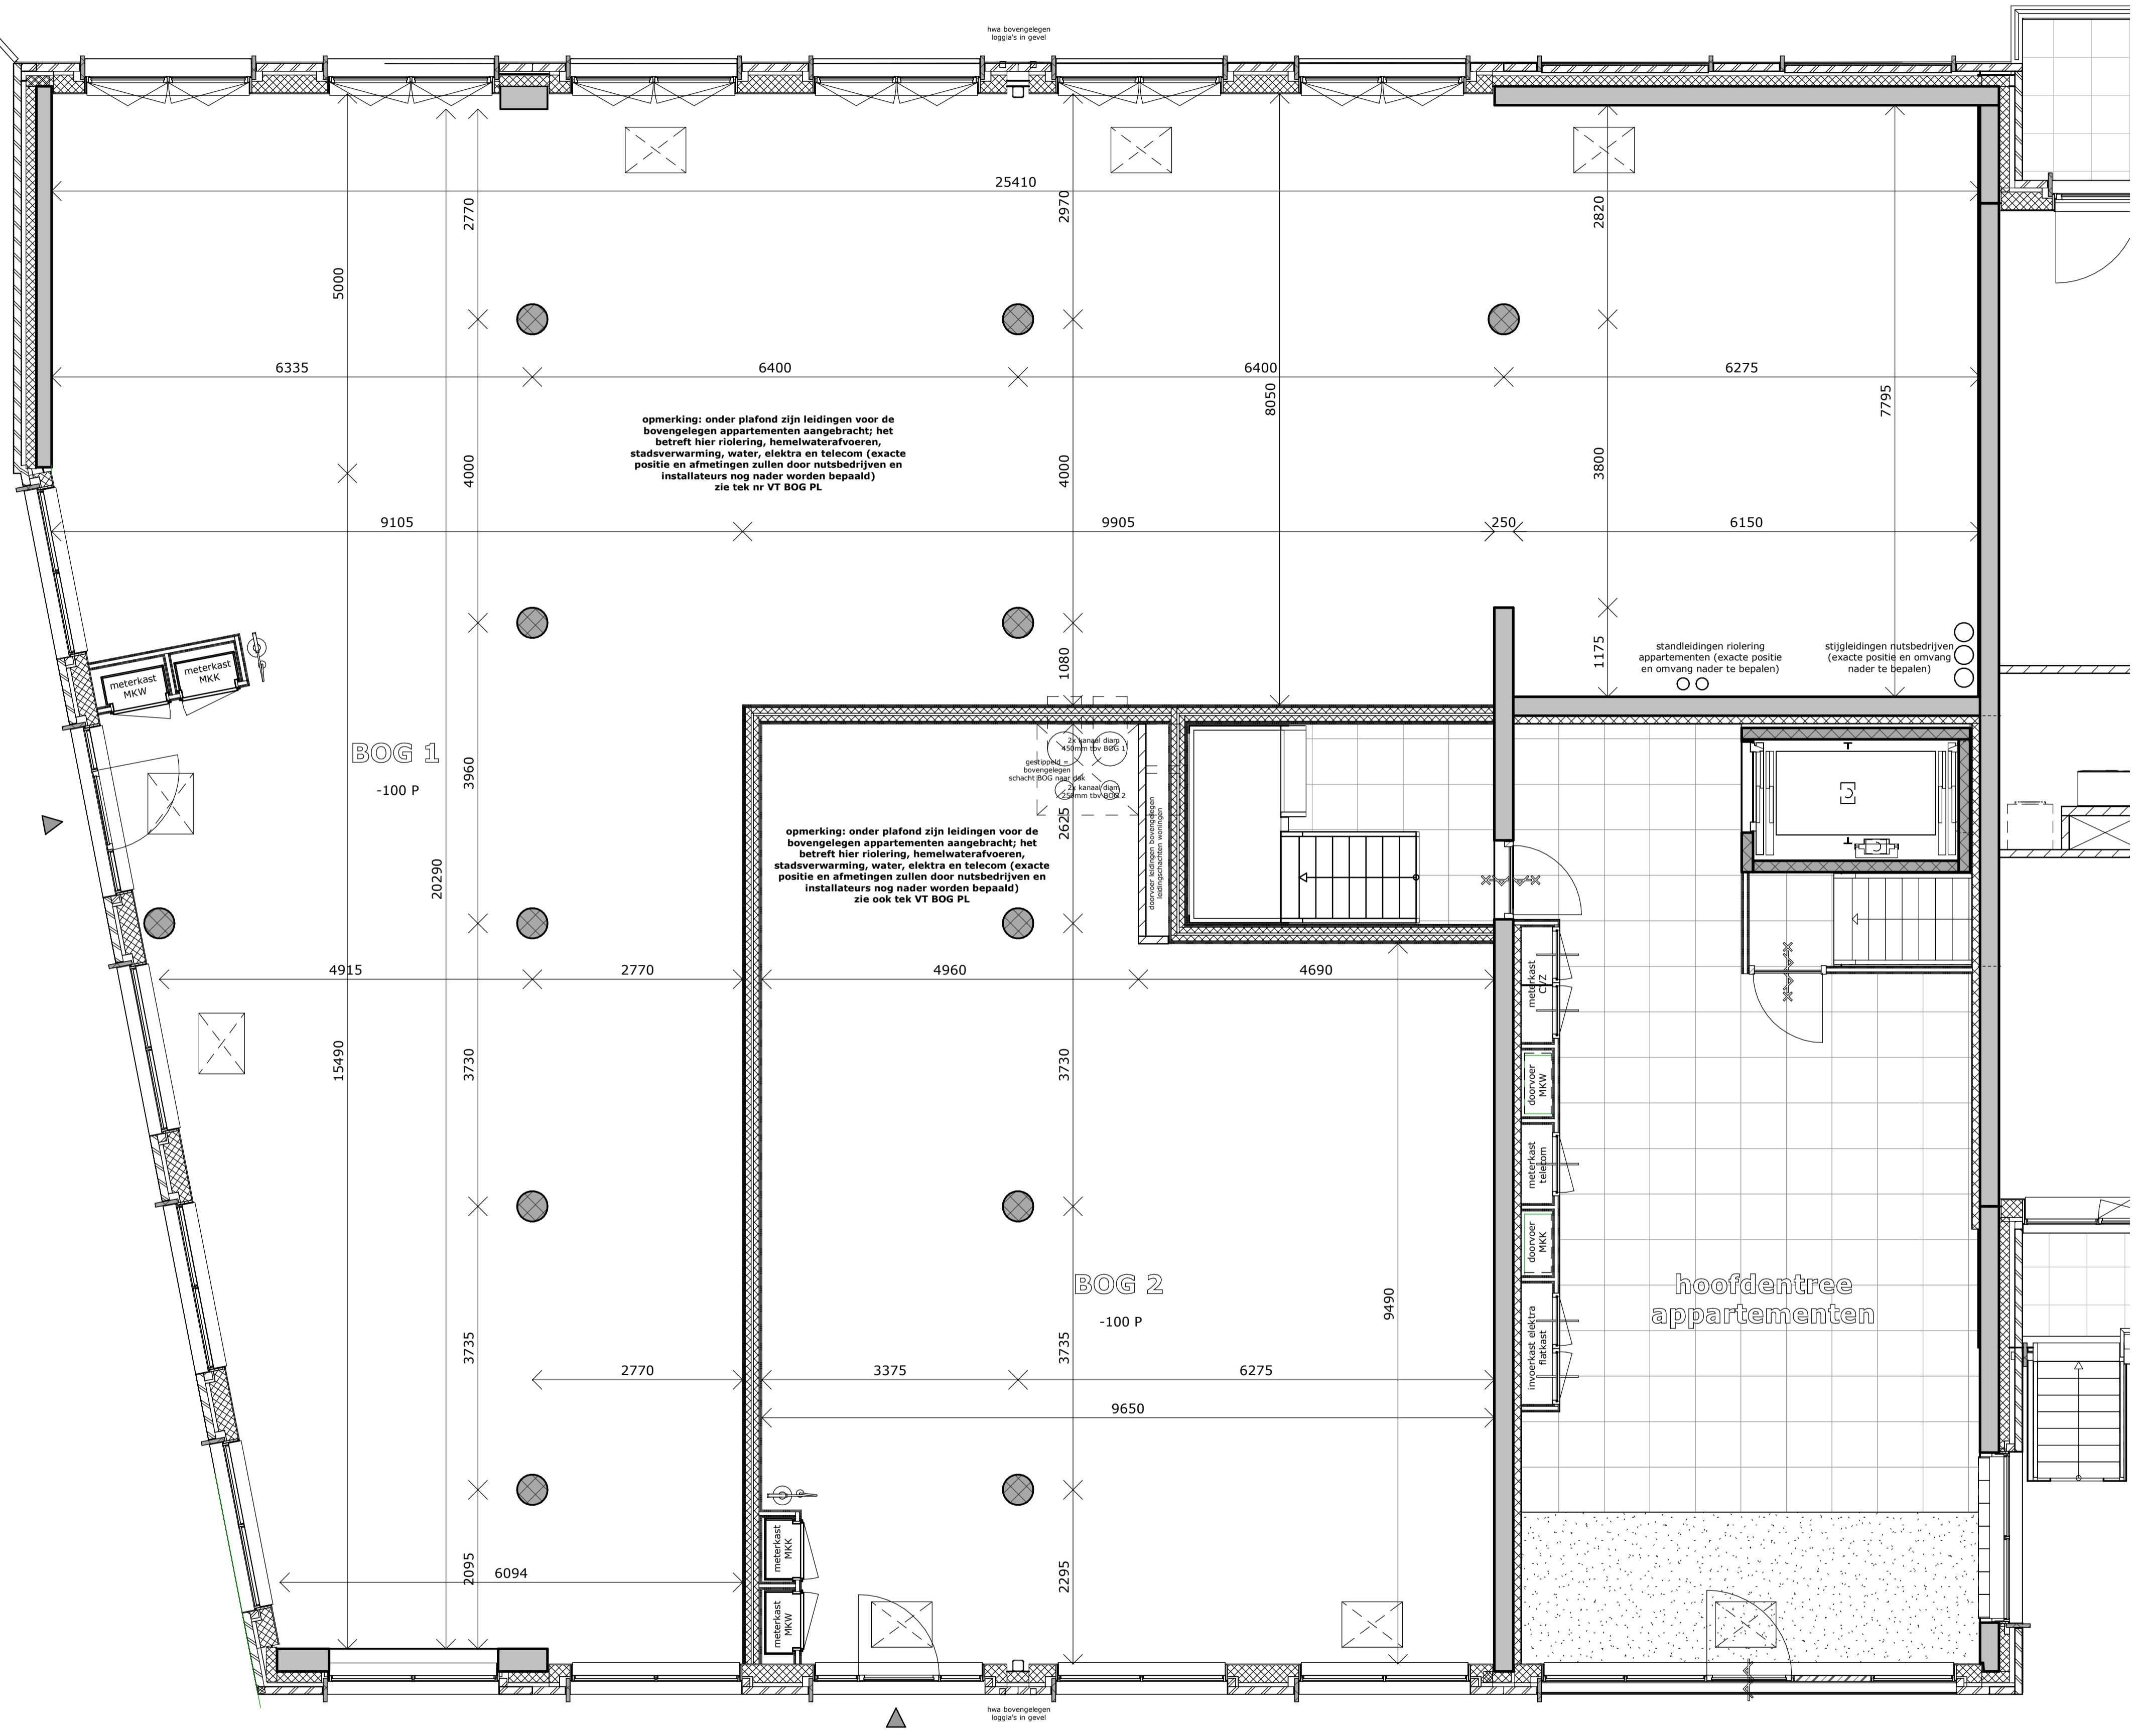 hwa bovengelegen
loggia's in gevel
25410
2770
2970
2820
5000
6335
6400
6400
6275
8050
7795
opmerking: onder plafond zijn leidingen voor de
bovengelegen appartementen aangebracht; het
betreft hier riolering, hemelwaterafvoeren,
stadsverwarming, water, elektra en telecom (exacte
positie en afmetingen zullen door nutsbedrijven en
installateurs nog nader worden bepaald)
zie tek nr VT BOG PL
4000
4000
3800
9105
9905
250
6150
1080
1175
standleidingen riolering
appartementen (exacte positie
en omvang nader te bepalen)
stijgleidingen nutsbedrijven
(exacte positie en omvang
nader te bepalen)
meterkast
MKW
meterkast
MKK
BOG 1
-100 P
3960
20290
2x kanaal diam
450mm tbv BOG 1
gestippeld =
bovengelegen
schacht BOG naar dak
2x kanaal diam
250mm tbv BOG 2
2625
doorvoer leidingen bovengelegen
leidingschachten woningen
opmerking: onder plafond zijn leidingen voor de
bovengelegen appartementen aangebracht; het
betreft hier riolering, hemelwaterafvoeren,
stadsverwarming, water, elektra en telecom (exacte
positie en afmetingen zullen door nutsbedrijven en
installateurs nog nader worden bepaald)
zie ook tek VT BOG PL
4915
2770
4960
4690
meterkast
CVZ
15490
3730
3730
doorvoer
MKW
meterkast
telecom
doorvoer
MKK
BOG 2
-100 P
hoofdentree
appartementen
9490
3735
3735
invoerkast elektra
flatkast
2770
3375
6275
9650
meterkast
MKK
2095
6094
2295
meterkast
MKW
hwa bovengelegen
loggia's in gevel